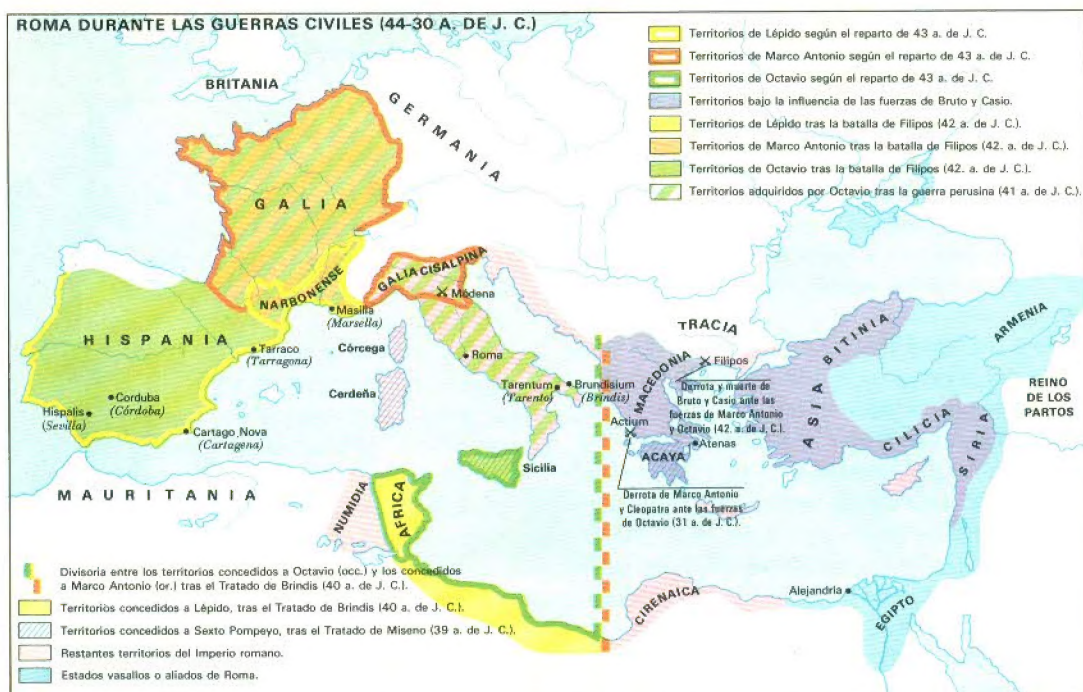 ROMA DURANTE LAS GUERRAS CIVILES (44-30 A. DE J. C.)
Territorios de Lépido según el reparto de 43 a. de J. C.
Territorios de Marco Antonio según el reparto de 43 a. de J. C.
Territorios de Octavio según el reparto de 43 a. de J. C.
Territorios bajo la influencia de las fuerzas de Bruto y Casio.
Territorios de Lépido tras la batalla de Filipos (42 a. de J. C.).
Territorios de Marco Antonio tras la batalla de Filipos (42. a. de J. C.).
Territorios de Octavio tras la batalla de Filipos (42. a. de J. C.).
Territorios adquiridos por Octavio tras la guerra perusina (41 a. de J. C.).
BRITANIA
GERMANIA
GALIA
NARBONENSE
GALIA CISALPINA
Módena
Masilla
(Marsella)
HISPANIA
Tarraco
(Tarragona)
Corduba
(Córdoba)
Hispalis
(Sevilla)
Cartago Nova
(Cartagena)
Córcega
Cerdeña
Roma
Tarentum
(Tarento)
Brundisium
(Brindis)
Sicilia
TRACIA
MACEDONIA
Filipos
Derrota y muerte de
Bruto y Casio ante las
fuerzas de Marco Antonio
y Octavio (42. a. de J. C.).
Actium
Atenas
ACAYA
Derrota de Marco Antonio
y Cleopatra ante las fuerzas
de Octavio (31 a. de J. C.).
ASIA
BITINIA
CILICIA
SIRIA
ARMENIA
REINO
DE LOS
PARTOS
MAURITANIA
NUMIDIA
AFRICA
CIRENAICA
Alejandría
EGIPTO
Divisoria entre los territorios concedidos a Octavio (occ.) y los concedidos
a Marco Antonio (or.) tras el Tratado de Brindis (40 a. de J. C.).
Territorios concedidos a Lépido, tras el Tratado de Brindis (40 a. de J. C.).
Territorios concedidos a Sexto Pompeyo, tras el Tratado de Miseno (39 a. de J. C.).
Restantes territorios del Imperio romano.
Estados vasallos o aliados de Roma.